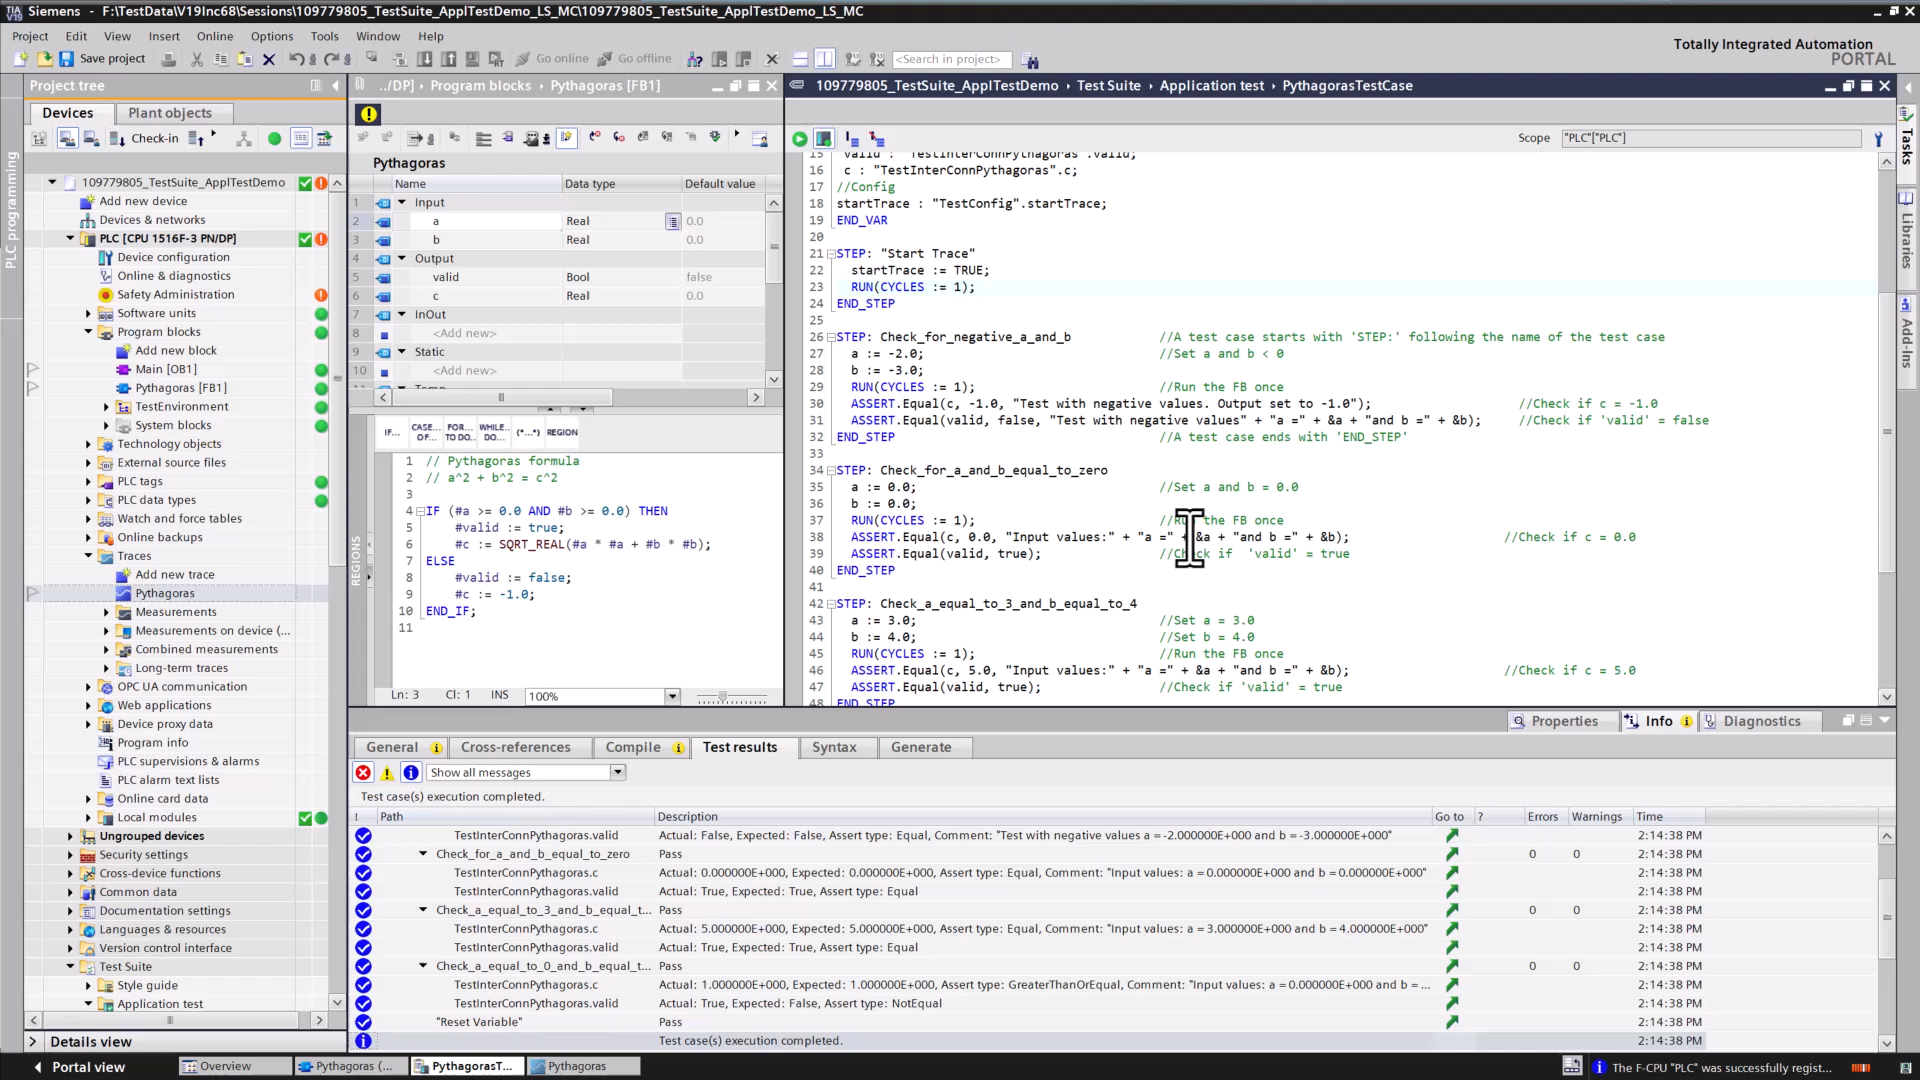 Siemens - F:\TestData\V19Inc68\Sessions\109779805_TestSuite_ApplTestDemo_LS_MC\109779805_TestSuite_ApplTestDemo_LS_MC
Project Edit View Insert Online Options Tools Window Help
Totally Integrated Automation
PORTAL
Save project
Go online
Go offline
<Search in project>
Project tree
Devices
Plant objects
Check-in
PLC programming
109779805_TestSuite_ApplTestDemo
Add new device
Devices & networks
PLC [CPU 1516F-3 PN/DP]
Device configuration
Online & diagnostics
Safety Administration
Software units
Program blocks
Add new block
Main [OB1]
Pythagoras [FB1]
TestEnvironment
System blocks
Technology objects
External source files
PLC tags
PLC data types
Watch and force tables
Online backups
Traces
Add new trace
Pythagoras
Measurements
Measurements on device (...
Combined measurements
Long-term traces
OPC UA communication
Web applications
Device proxy data
Program info
PLC supervisions & alarms
PLC alarm text lists
Online card data
Local modules
Ungrouped devices
Security settings
Cross-device functions
Common data
Documentation settings
Languages & resources
Version control interface
Test Suite
Style guide
Application test
Details view
../DP] Program blocks Pythagoras [FB1]
Pythagoras
Name Data type Default value
1 Input
2 a Real 0.0
3 b Real 0.0
4 Output
5 valid Bool false
6 c Real 0.0
7 InOut
8 <Add new>
9 Static
10 <Add new>
IF... CASE... OF... FOR... TO DO... WHILE... DO... (*...*) REGION
REGIONS
1 // Pythagoras formula
2 // a^2 + b^2 = c^2
3
4 IF (#a >= 0.0 AND #b >= 0.0) THEN
5 #valid := true;
6 #c := SQRT_REAL(#a * #a + #b * #b);
7 ELSE
8 #valid := false;
9 #c := -1.0;
10 END_IF;
11
Ln: 3 Cl: 1 INS 100%
109779805_TestSuite_ApplTestDemo Test Suite Application test PythagorasTestCase
Scope "PLC"["PLC"]
15 valid : "TestInterConnPythagoras".valid;
16 c : "TestInterConnPythagoras".c;
17 //Config
18 startTrace : "TestConfig".startTrace;
19 END_VAR
20
21 STEP: "Start Trace"
22 startTrace := TRUE;
23 RUN(CYCLES := 1);
24 END_STEP
25
26 STEP: Check_for_negative_a_and_b //A test case starts with 'STEP:' following the name of the test case
27 a := -2.0; //Set a and b < 0
28 b := -3.0;
29 RUN(CYCLES := 1); //Run the FB once
30 ASSERT.Equal(c, -1.0, "Test with negative values. Output set to -1.0"); //Check if c = -1.0
31 ASSERT.Equal(valid, false, "Test with negative values" + "a =" + &a + "and b =" + &b); //Check if 'valid' = false
32 END_STEP //A test case ends with 'END_STEP'
33
34 STEP: Check_for_a_and_b_equal_to_zero
35 a := 0.0; //Set a and b = 0.0
36 b := 0.0;
37 RUN(CYCLES := 1); //Run the FB once
38 ASSERT.Equal(c, 0.0, "Input values:" + "a =" + &a + "and b =" + &b); //Check if c = 0.0
39 ASSERT.Equal(valid, true); //Check if 'valid' = true
40 END_STEP
41
42 STEP: Check_a_equal_to_3_and_b_equal_to_4
43 a := 3.0; //Set a = 3.0
44 b := 4.0; //Set b = 4.0
45 RUN(CYCLES := 1); //Run the FB once
46 ASSERT.Equal(c, 5.0, "Input values:" + "a =" + &a + "and b =" + &b); //Check if c = 5.0
47 ASSERT.Equal(valid, true); //Check if 'valid' = true
48 END_STEP
Tasks
Libraries
Add-Ins
Properties Info Diagnostics
General Cross-references Compile Test results Syntax Generate
Show all messages
Test case(s) execution completed.
! Path Description Go to ? Errors Warnings Time
TestInterConnPythagoras.valid Actual: False, Expected: False, Assert type: Equal, Comment: "Test with negative values a = -2.000000E+000 and b = -3.000000E+000" 2:14:38 PM
Check_for_a_and_b_equal_to_zero Pass 0 0 2:14:38 PM
TestInterConnPythagoras.c Actual: 0.000000E+000, Expected: 0.000000E+000, Assert type: Equal, Comment: "Input values: a = 0.000000E+000 and b = 0.000000E+000" 2:14:38 PM
TestInterConnPythagoras.valid Actual: True, Expected: True, Assert type: Equal 2:14:38 PM
Check_a_equal_to_3_and_b_equal_t... Pass 0 0 2:14:38 PM
TestInterConnPythagoras.c Actual: 5.000000E+000, Expected: 5.000000E+000, Assert type: Equal, Comment: "Input values: a = 3.000000E+000 and b = 4.000000E+000" 2:14:38 PM
TestInterConnPythagoras.valid Actual: True, Expected: True, Assert type: Equal 2:14:38 PM
Check_a_equal_to_0_and_b_equal_t... Pass 0 0 2:14:38 PM
TestInterConnPythagoras.c Actual: 1.000000E+000, Expected: 1.000000E+000, Assert type: GreaterThanOrEqual, Comment: "Input values: a = 0.000000E+000 and b = ... 2:14:38 PM
TestInterConnPythagoras.valid Actual: True, Expected: False, Assert type: NotEqual 2:14:38 PM
"Reset Variable" Pass 2:14:38 PM
Test case(s) execution completed. 2:14:38 PM
Portal view Overview Pythagoras (... PythagorasT... Pythagoras The F-CPU "PLC" was successfully regist...